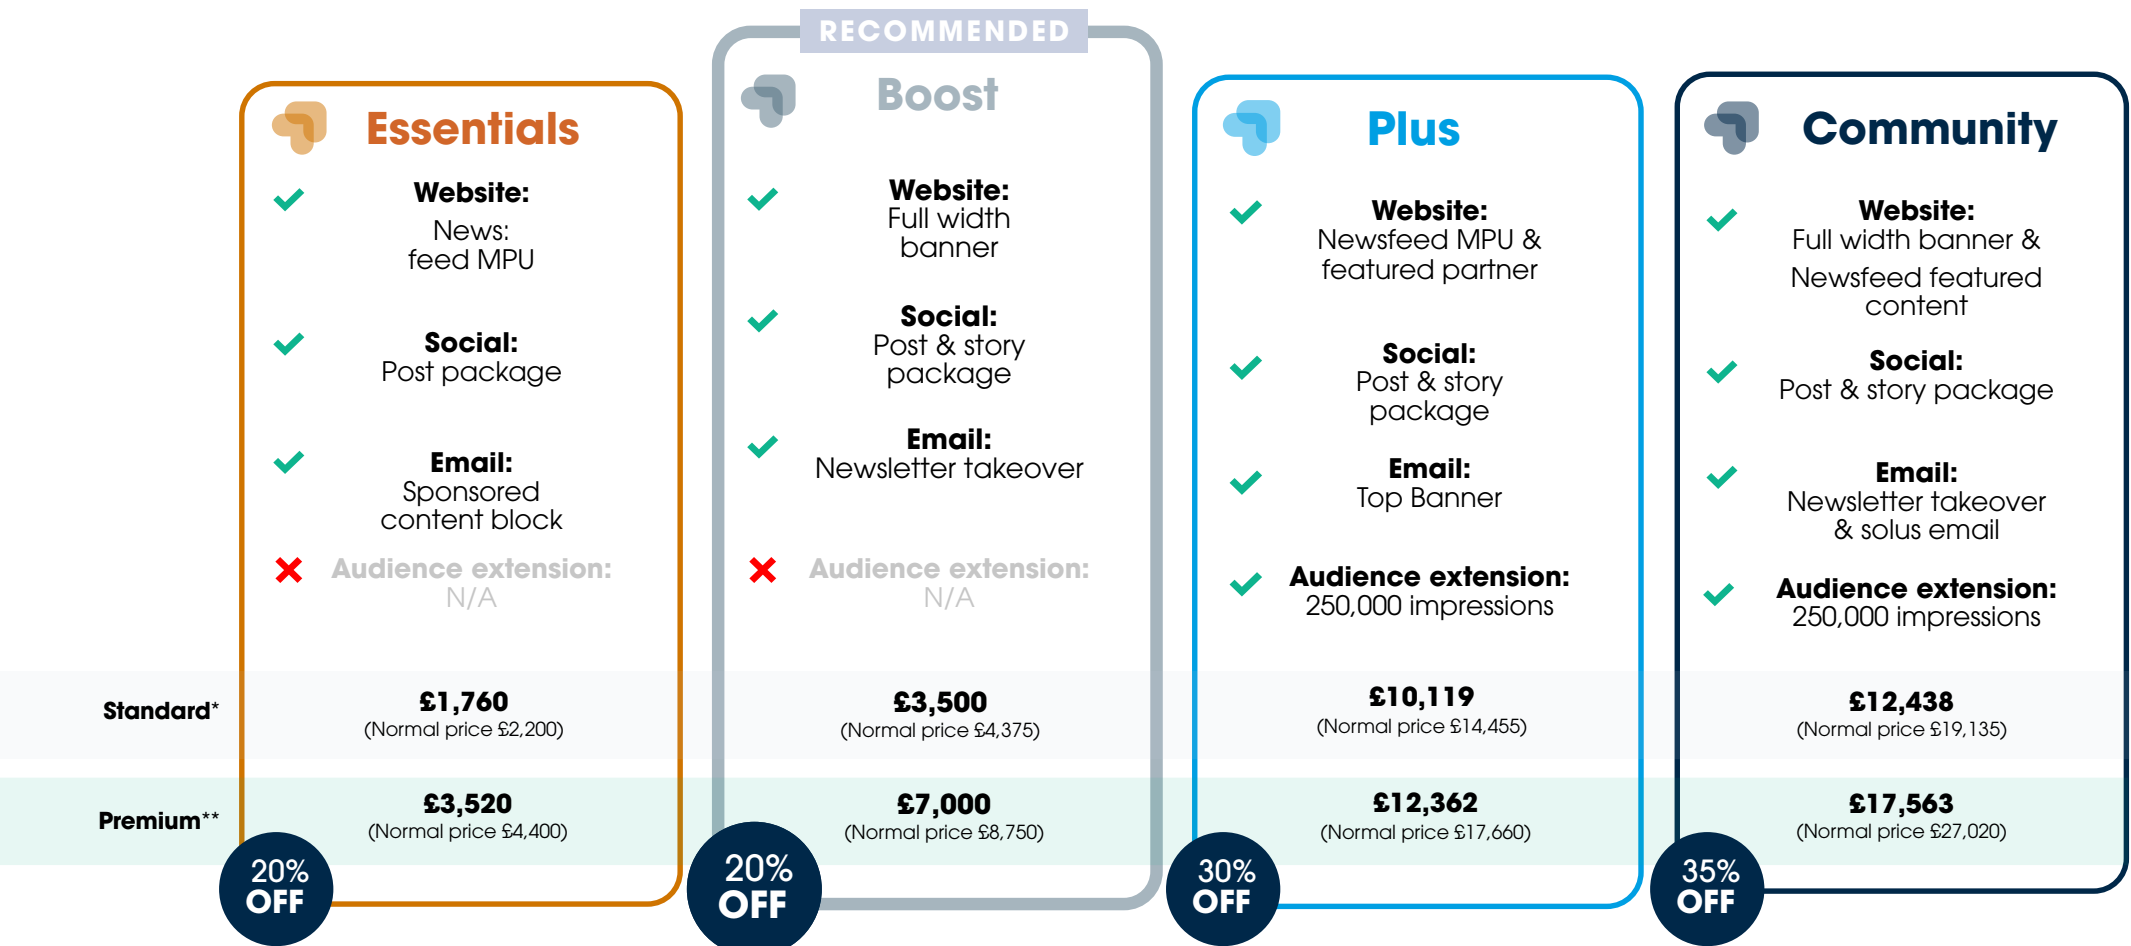 RECOMMENDED
Essentials
Website:
News:
feed MPU
Social:
Post package
Email:
Sponsored
content block
Audience extension:
N/A
Boost
Website:
Full width
banner
Social:
Post & story
package
Email:
Newsletter takeover
Audience extension:
N/A
Plus
Website:
Newsfeed MPU &
featured partner
Social:
Post & story
package
Email:
Top Banner
Audience extension:
250,000 impressions
Community
Website:
Full width banner &
Newsfeed featured
content
Social:
Post & story package
Email:
Newsletter takeover
& solus email
Audience extension:
250,000 impressions
Standard*
£1,760
(Normal price £2,200)
£3,500
(Normal price £4,375)
£10,119
(Normal price £14,455)
£12,438
(Normal price £19,135)
Premium**
£3,520
(Normal price £4,400)
£7,000
(Normal price £8,750)
£12,362
(Normal price £17,660)
£17,563
(Normal price £27,020)
20%
OFF
20%
OFF
30%
OFF
35%
OFF